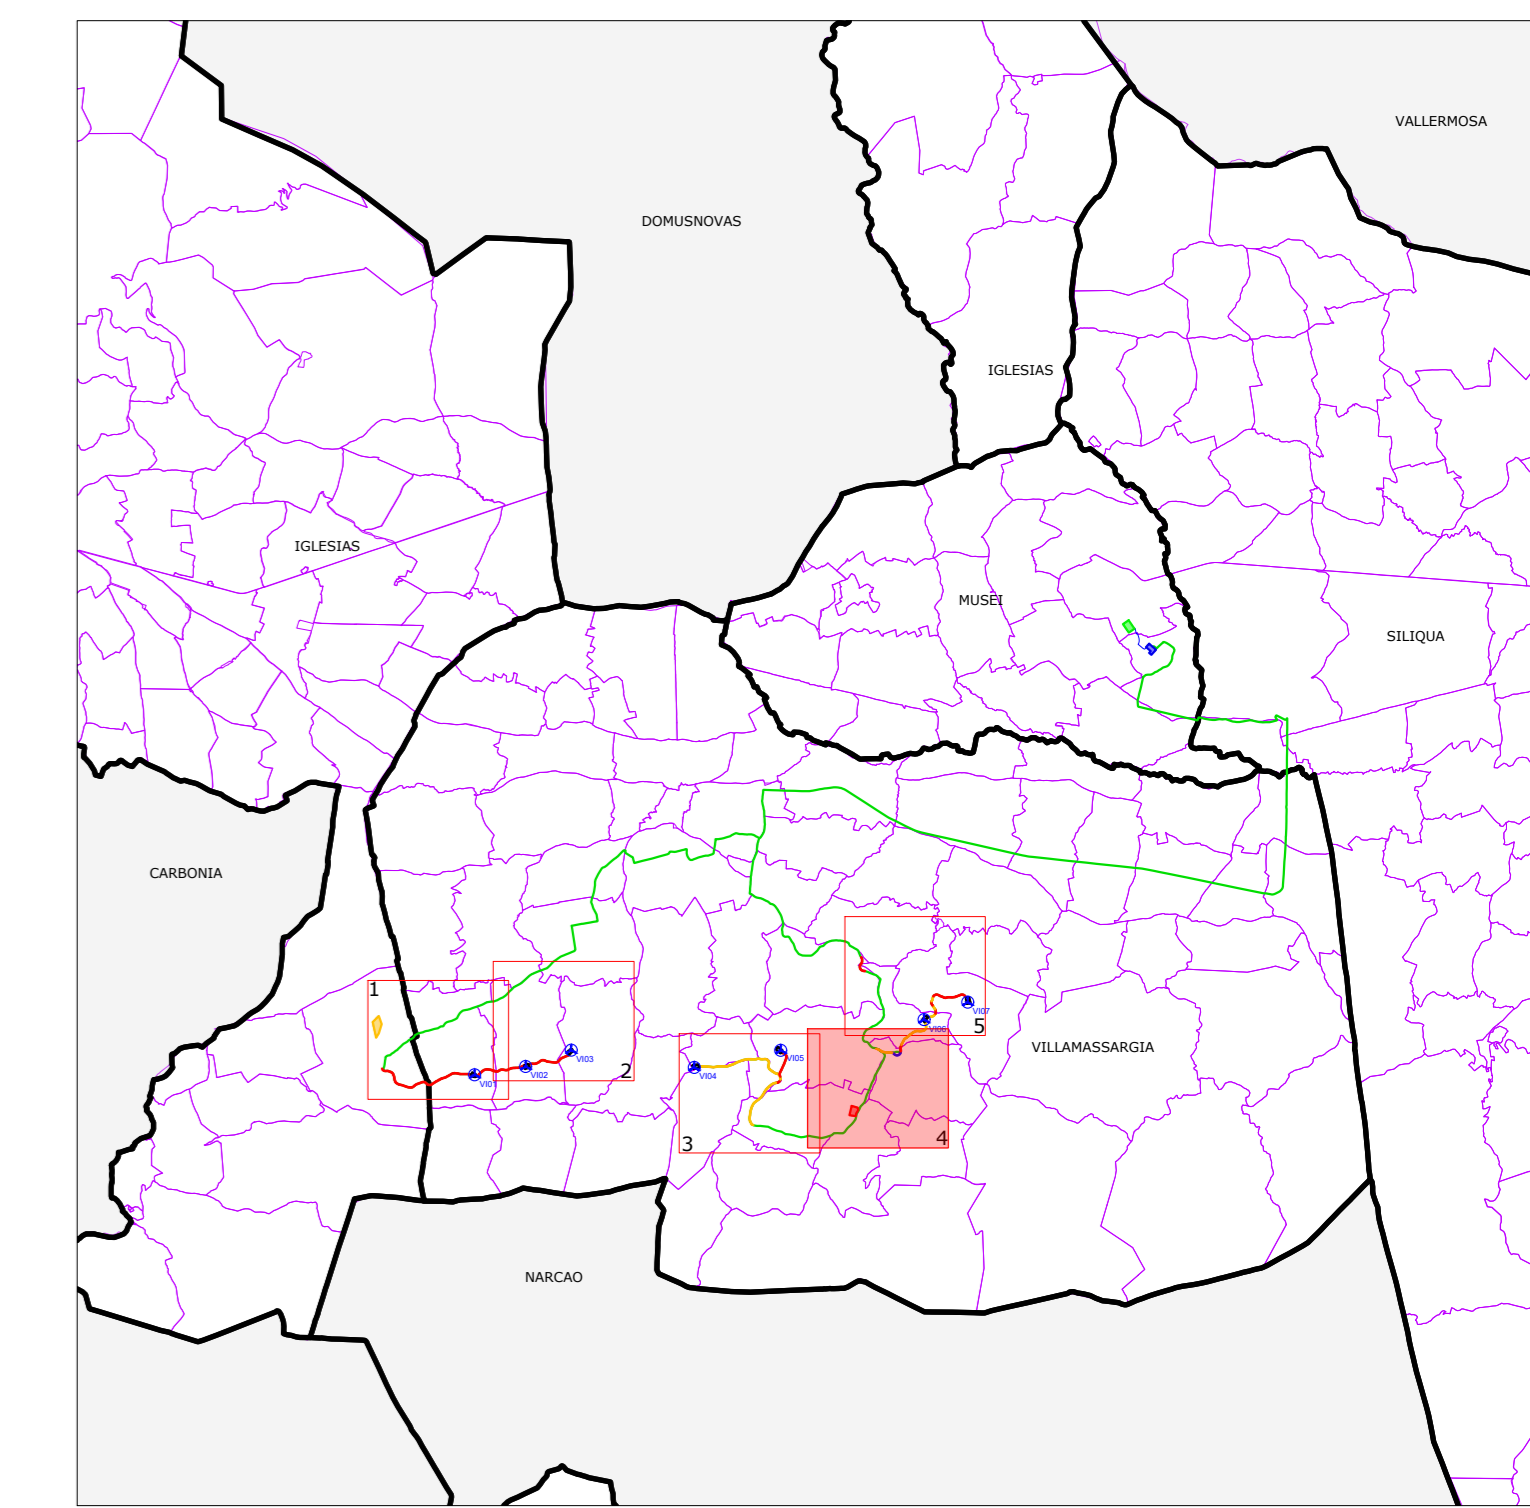 VALLERMOSA
DOMUSNOVAS
IGLESIAS
IGLESIAS
MUSEI
SILIQUA
CARBONIA
1
VI07
VI06
5
VILLAMASSARGIA
VI03
VI05
VI01
VI02
2
VI04
3
4
NARCAO